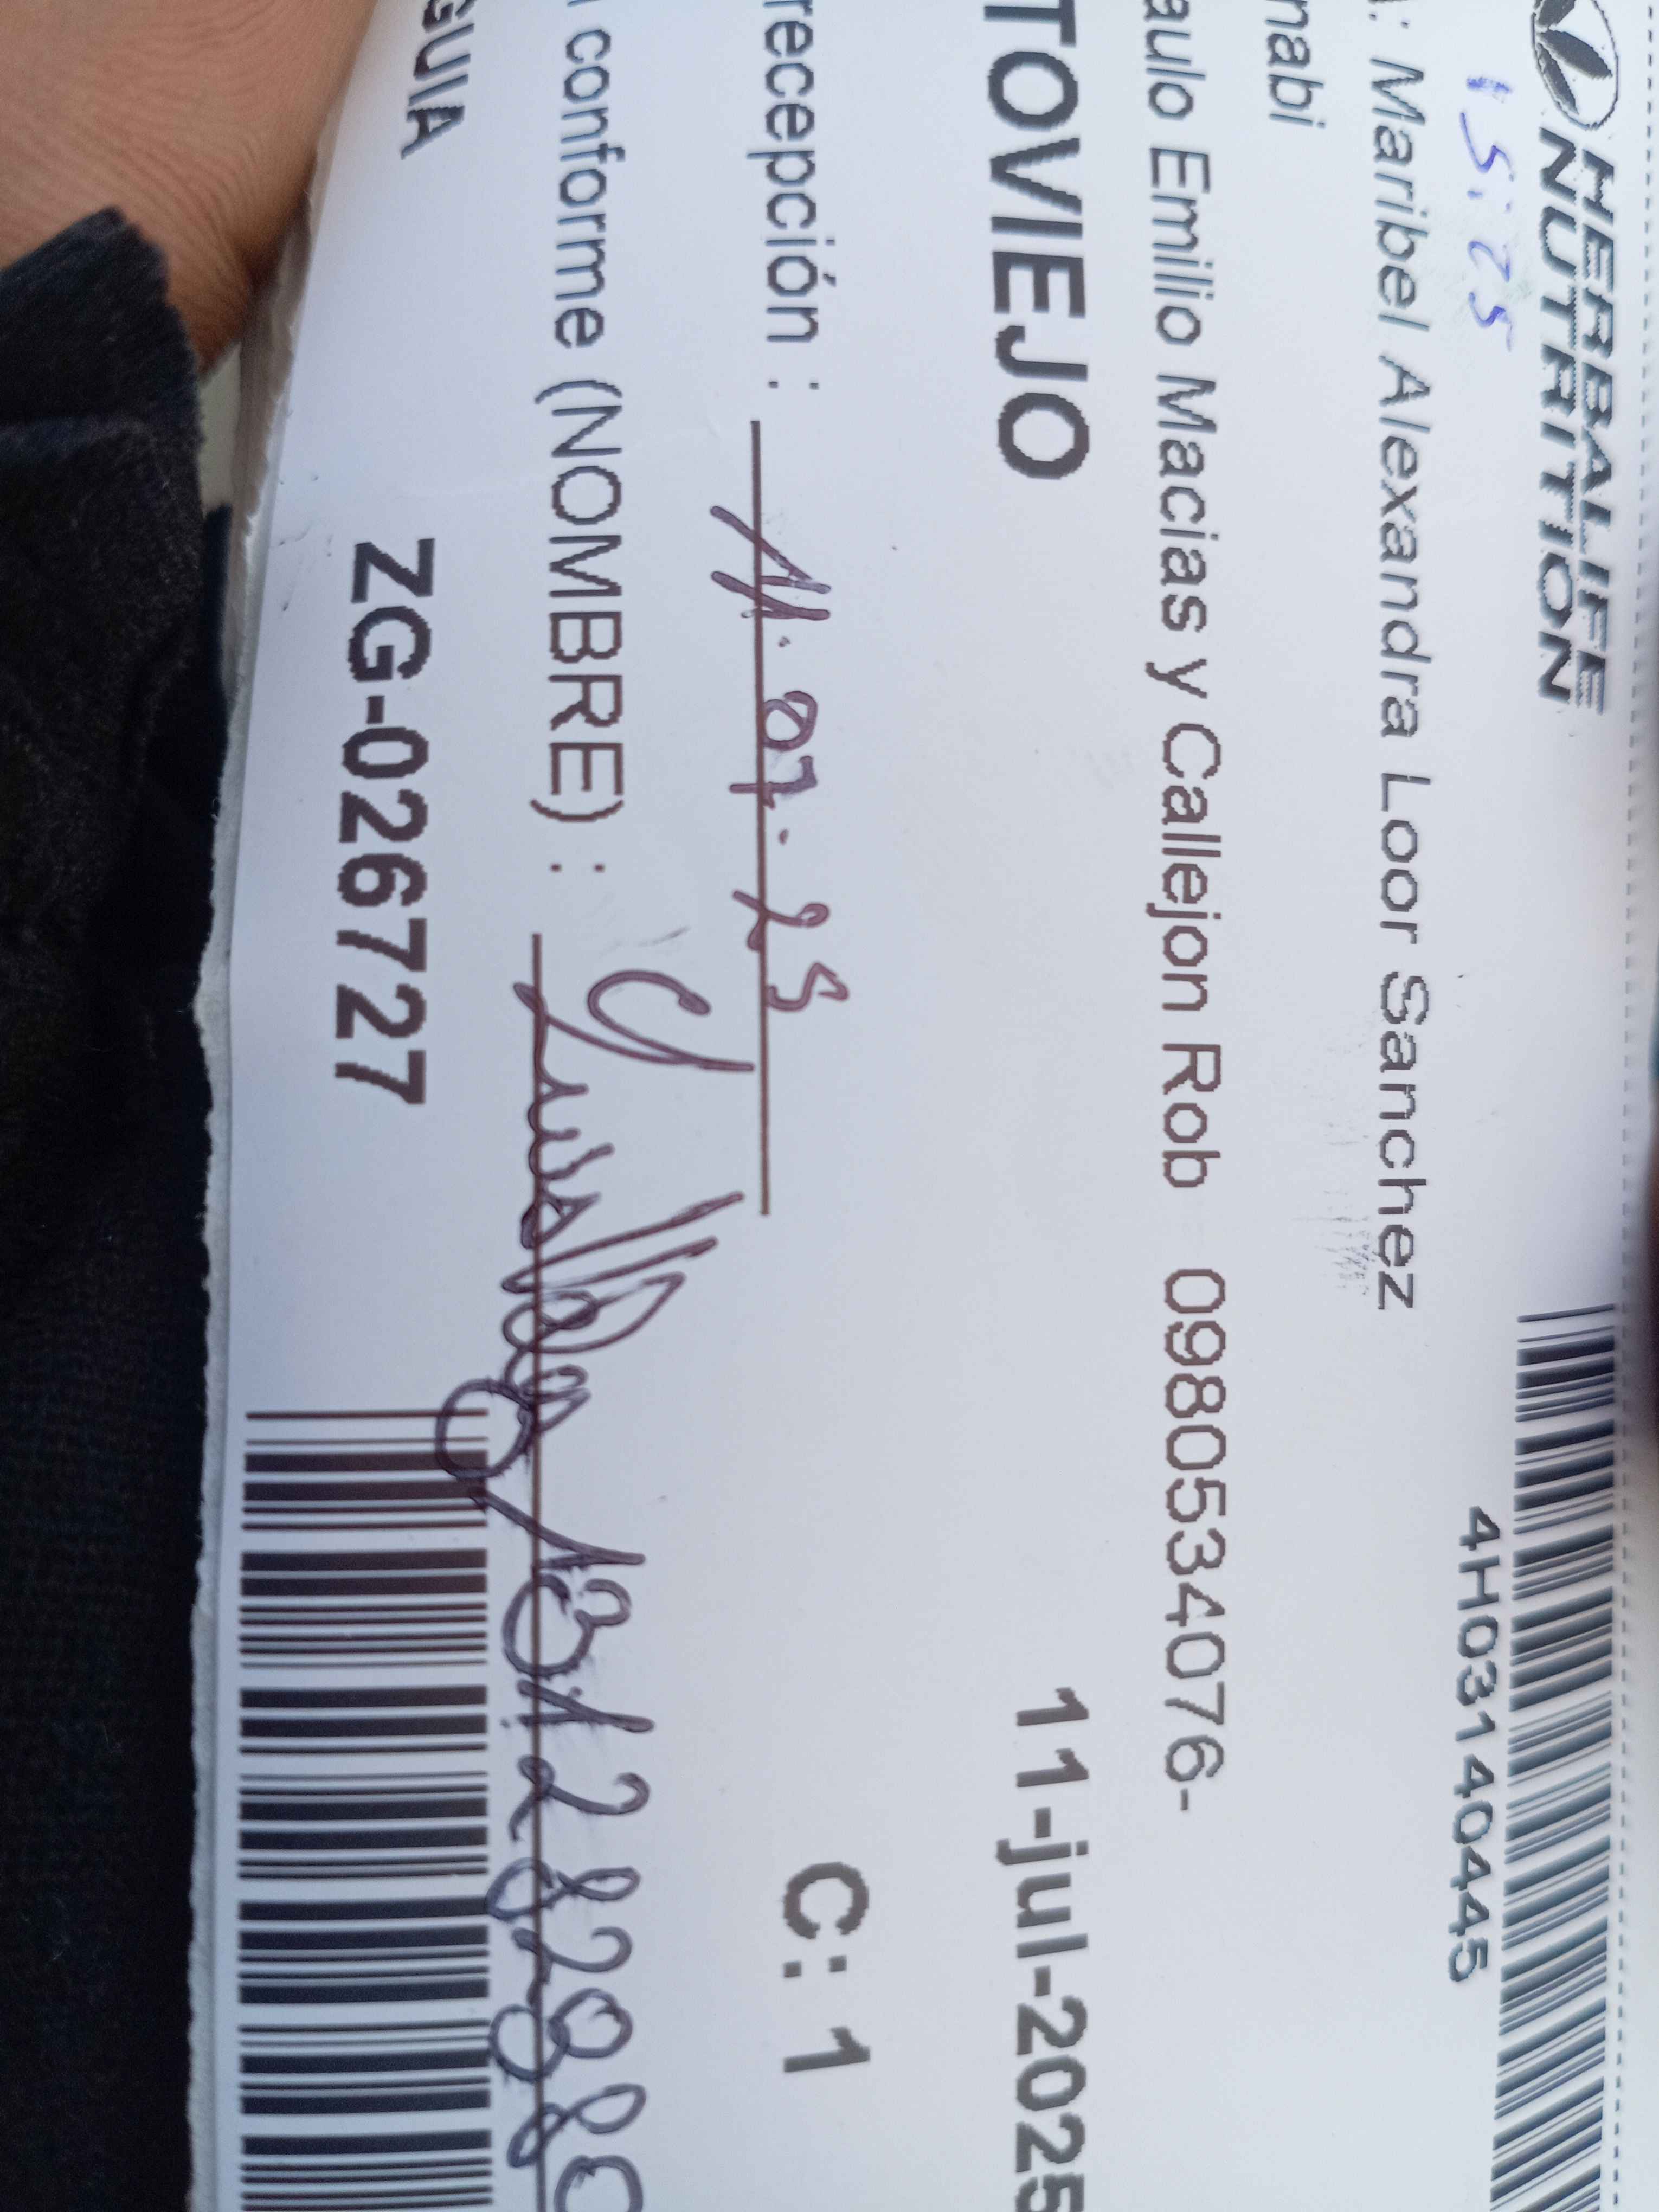 HERBALIFE
NUTRITION
15:25
4H03140445
: Maribel Alexandra Loor Sanchez
nabi
aulo Emilio Macias y Callejon Rob 0980534076-
TOVIEJO 11-jul-2025
recepción : 11.07.25 C: 1
conforme (NOMBRE) :
GUIA ZG-026727